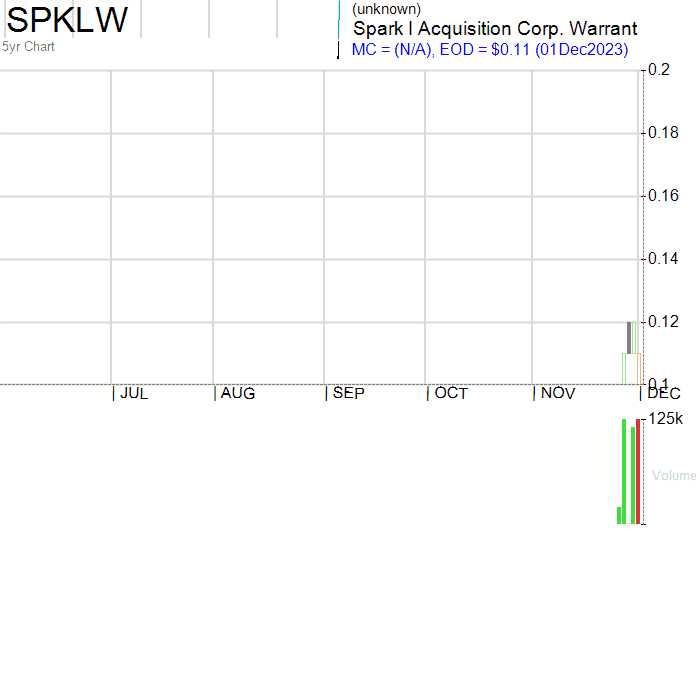 SPKLW
5yr Chart
(unknown)
Spark I Acquisition Corp. Warrant
MC = (N/A), EOD = $0.11 (01Dec2023)
0.2
0.18
0.16
0.14
0.12
0.1
JUL AUG SEP OCT NOV DEC
125k
Volume